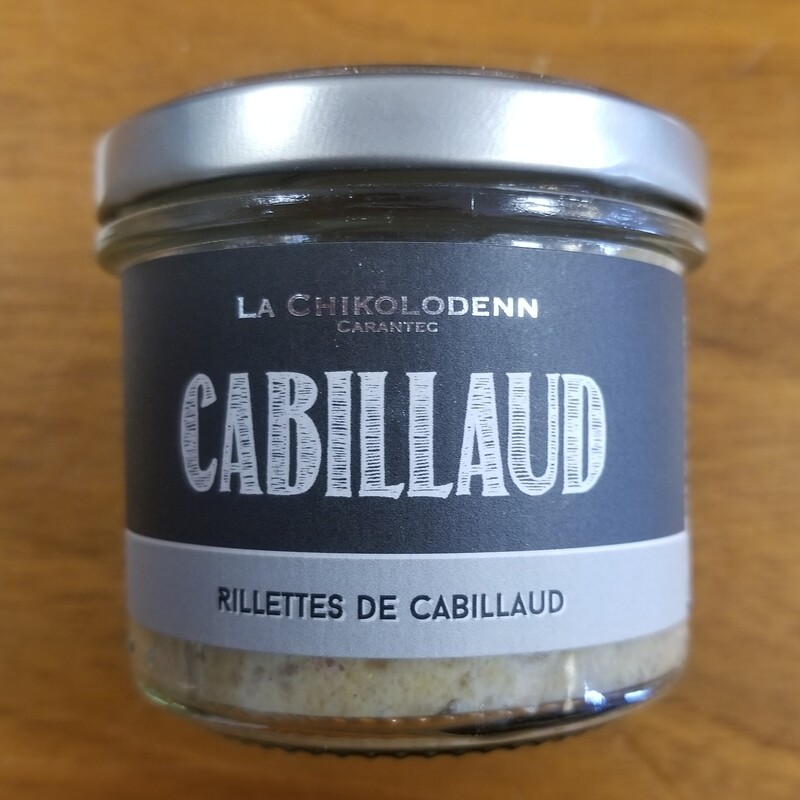 LA CHIKOLODENN
CARANTEC
CABILLAUD
RILLETTES DE CABILLAUD